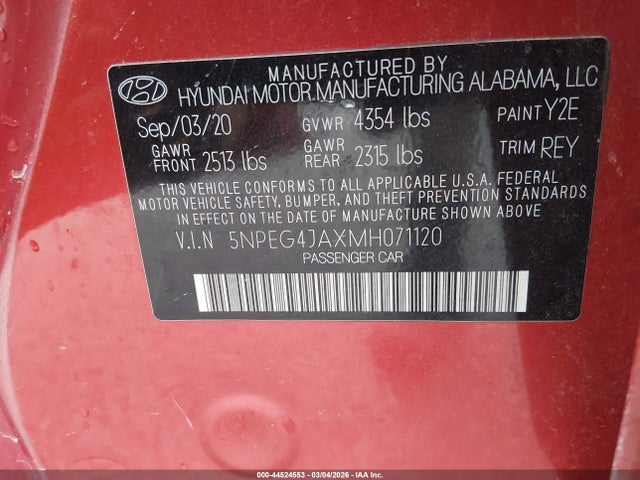 MANUFACTURED BY
HYUNDAI MOTOR MANUFACTURING ALABAMA, LLC
Sep/03/20 GVWR 4354 lbs PAINT Y2E
GAWR FRONT 2513 lbs GAWR REAR 2315 lbs TRIM REY
THIS VEHICLE CONFORMS TO ALL APPLICABLE U.S.A. FEDERAL
MOTOR VEHICLE SAFETY, BUMPER, AND THEFT PREVENTION STANDARDS
IN EFFECT ON THE DATE OF MANUFACTURE SHOWN ABOVE.
V.I.N 5NPEG4JAXMH071120
PASSENGER CAR
000-44524553 | 03/04/2026 | IAA Inc.